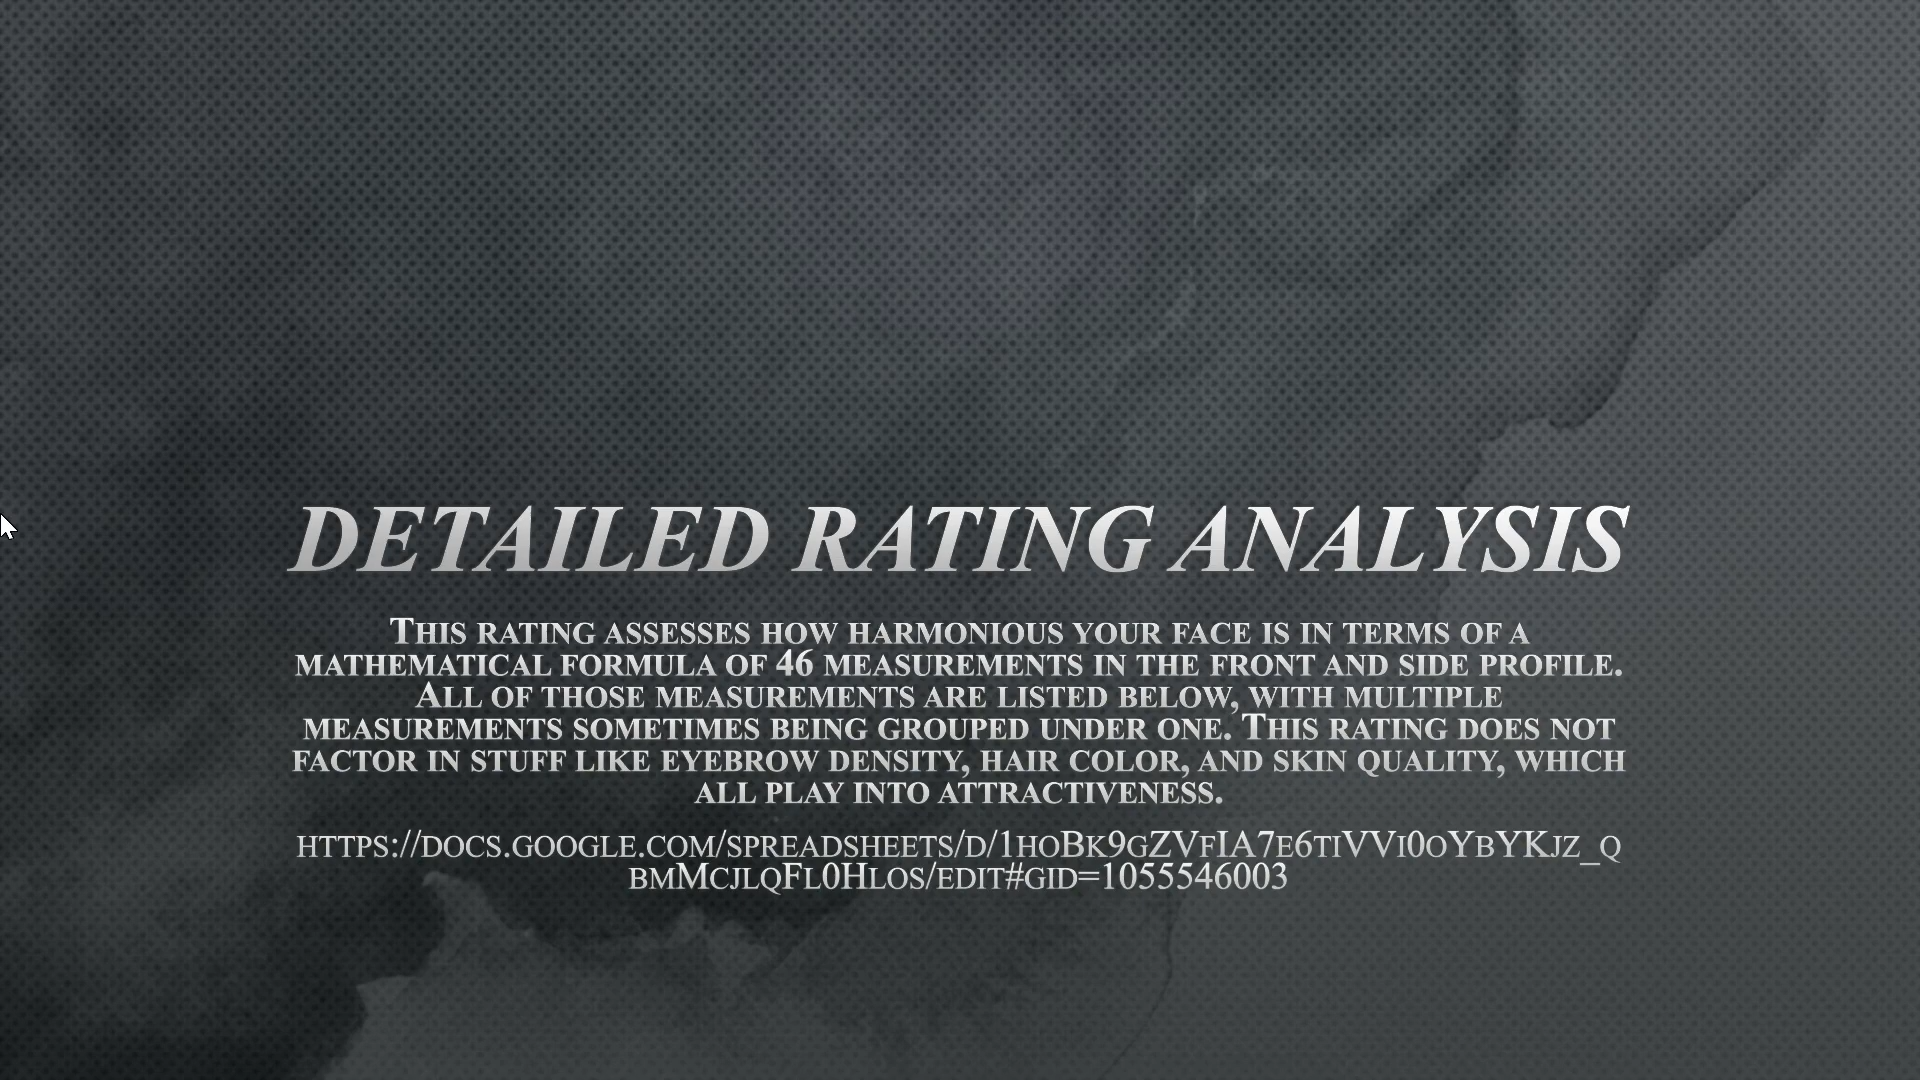 DETAILED RATING ANALYSIS
THIS RATING ASSESSES HOW HARMONIOUS YOUR FACE IS IN TERMS OF A
MATHEMATICAL FORMULA OF 46 MEASUREMENTS IN THE FRONT AND SIDE PROFILE.
ALL OF THOSE MEASUREMENTS ARE LISTED BELOW, WITH MULTIPLE
MEASUREMENTS SOMETIMES BEING GROUPED UNDER ONE. THIS RATING DOES NOT
FACTOR IN STUFF LIKE EYEBROW DENSITY, HAIR COLOR, AND SKIN QUALITY, WHICH
ALL PLAY INTO ATTRACTIVENESS.
https://docs.google.com/spreadsheets/d/1hoBk9gZVfIA7e6tiVVi0oYbYKjz_q
bmMcjlqFl0Hlos/edit#gid=1055546003